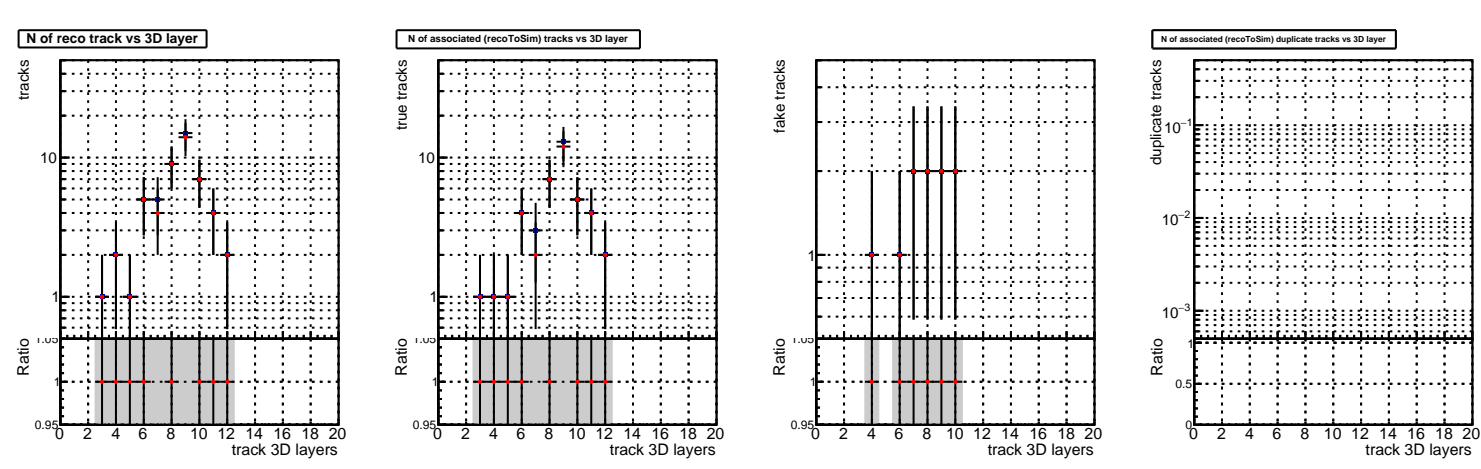 N of reco track vs 3D layer
tracks
10
1
Ratio
1.05
1
0.95
0 2 4 6 8 10 12 14 16 18 20
track 3D layers
N of associated (recoToSim) tracks vs 3D layer
true tracks
10
1
Ratio
1.05
1
0.95
0 2 4 6 8 10 12 14 16 18 20
track 3D layers
fake tracks
1
Ratio
1.05
1
0.95
0 2 4 6 8 10 12 14 16 18 20
track 3D layers
N of associated (recoToSim) duplicate tracks vs 3D layer
duplicate tracks
10⁻¹
10⁻²
10⁻³
Ratio
1
0.5
0
0 2 4 6 8 10 12 14 16 18 20
track 3D layers